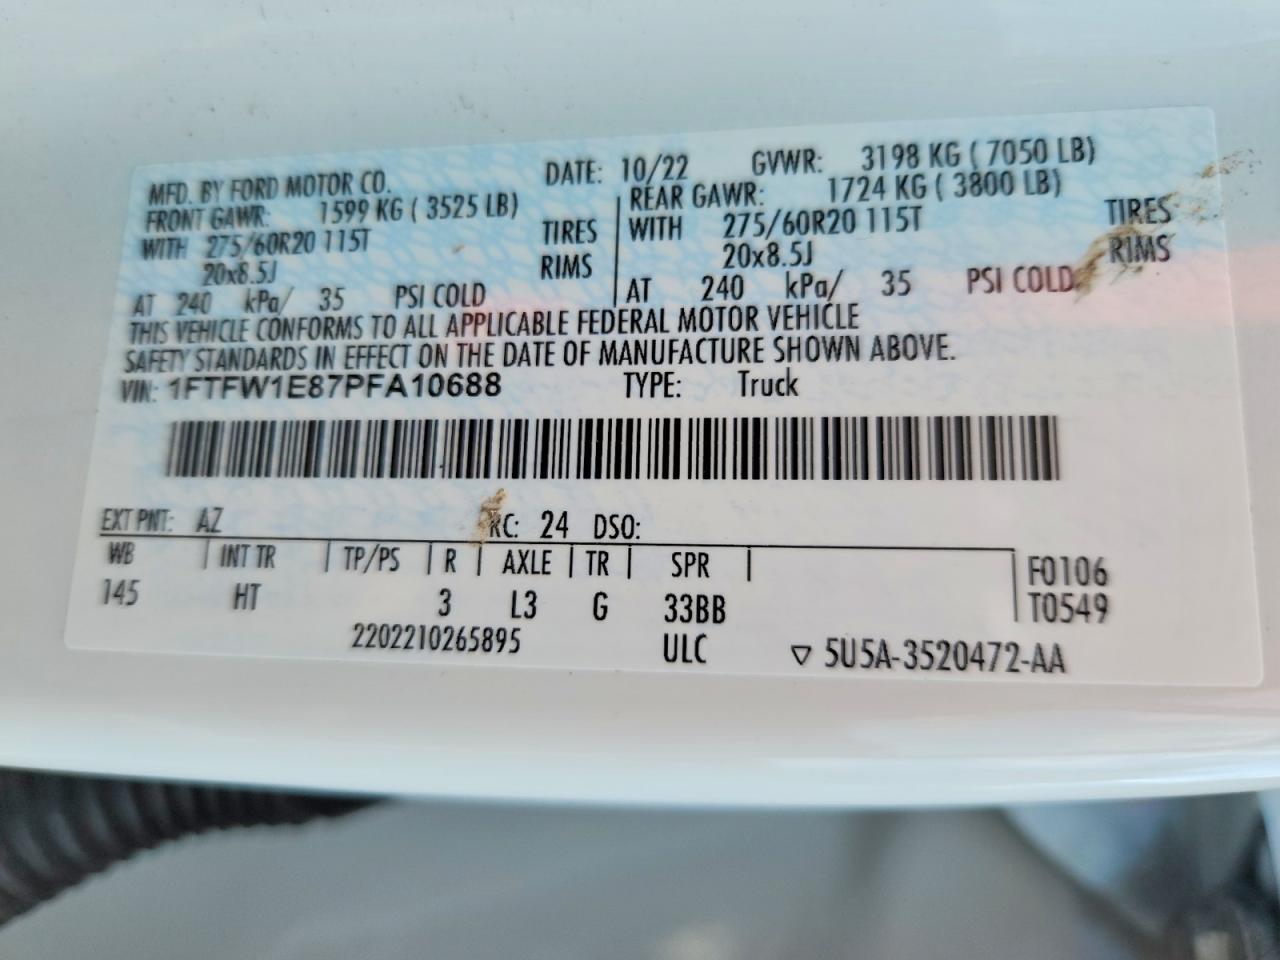 MFD. BY FORD MOTOR CO. DATE: 10/22 GVWR: 3198 KG ( 7050 LB)
FRONT GAWR: 1599 KG ( 3525 LB) REAR GAWR: 1724 KG ( 3800 LB)
WITH 275/60R20 115T TIRES WITH 275/60R20 115T TIRES
20x8.5J RIMS 20x8.5J RIMS
AT 240 kPa/ 35 PSI COLD AT 240 kPa/ 35 PSI COLD
THIS VEHICLE CONFORMS TO ALL APPLICABLE FEDERAL MOTOR VEHICLE
SAFETY STANDARDS IN EFFECT ON THE DATE OF MANUFACTURE SHOWN ABOVE.
VIN: 1FTFW1E87PFA10688 TYPE: Truck
EXT PNT: AZ RC: 24 DSO:
WB INT TR TP/PS R AXLE TR SPR F0106
145 HT 3 L3 G 33BB T0549
2202210265895 ULC ▽ 5U5A-3520472-AA